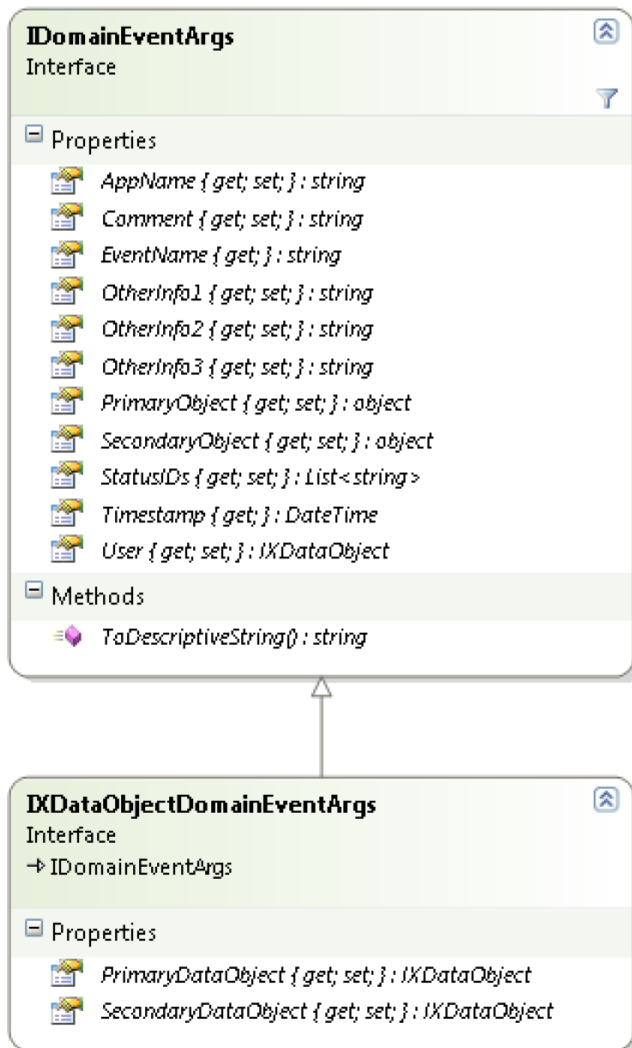 IDomainEventArgs
Interface
Properties
AppName { get; set; } : string
Comment { get; set; } : string
EventName { get; } : string
OtherInfo1 { get; set; } : string
OtherInfo2 { get; set; } : string
OtherInfo3 { get; set; } : string
PrimaryObject { get; set; } : object
SecondaryObject { get; set; } : object
StatusIDs { get; set; } : List<string>
Timestamp { get; } : DateTime
User { get; set; } : IXDataObject
Methods
ToDescriptiveString() : string
IXDataObjectDomainEventArgs
Interface
IDomainEventArgs
Properties
PrimaryDataObject { get; set; } : IXDataObject
SecondaryDataObject { get; set; } : IXDataObject